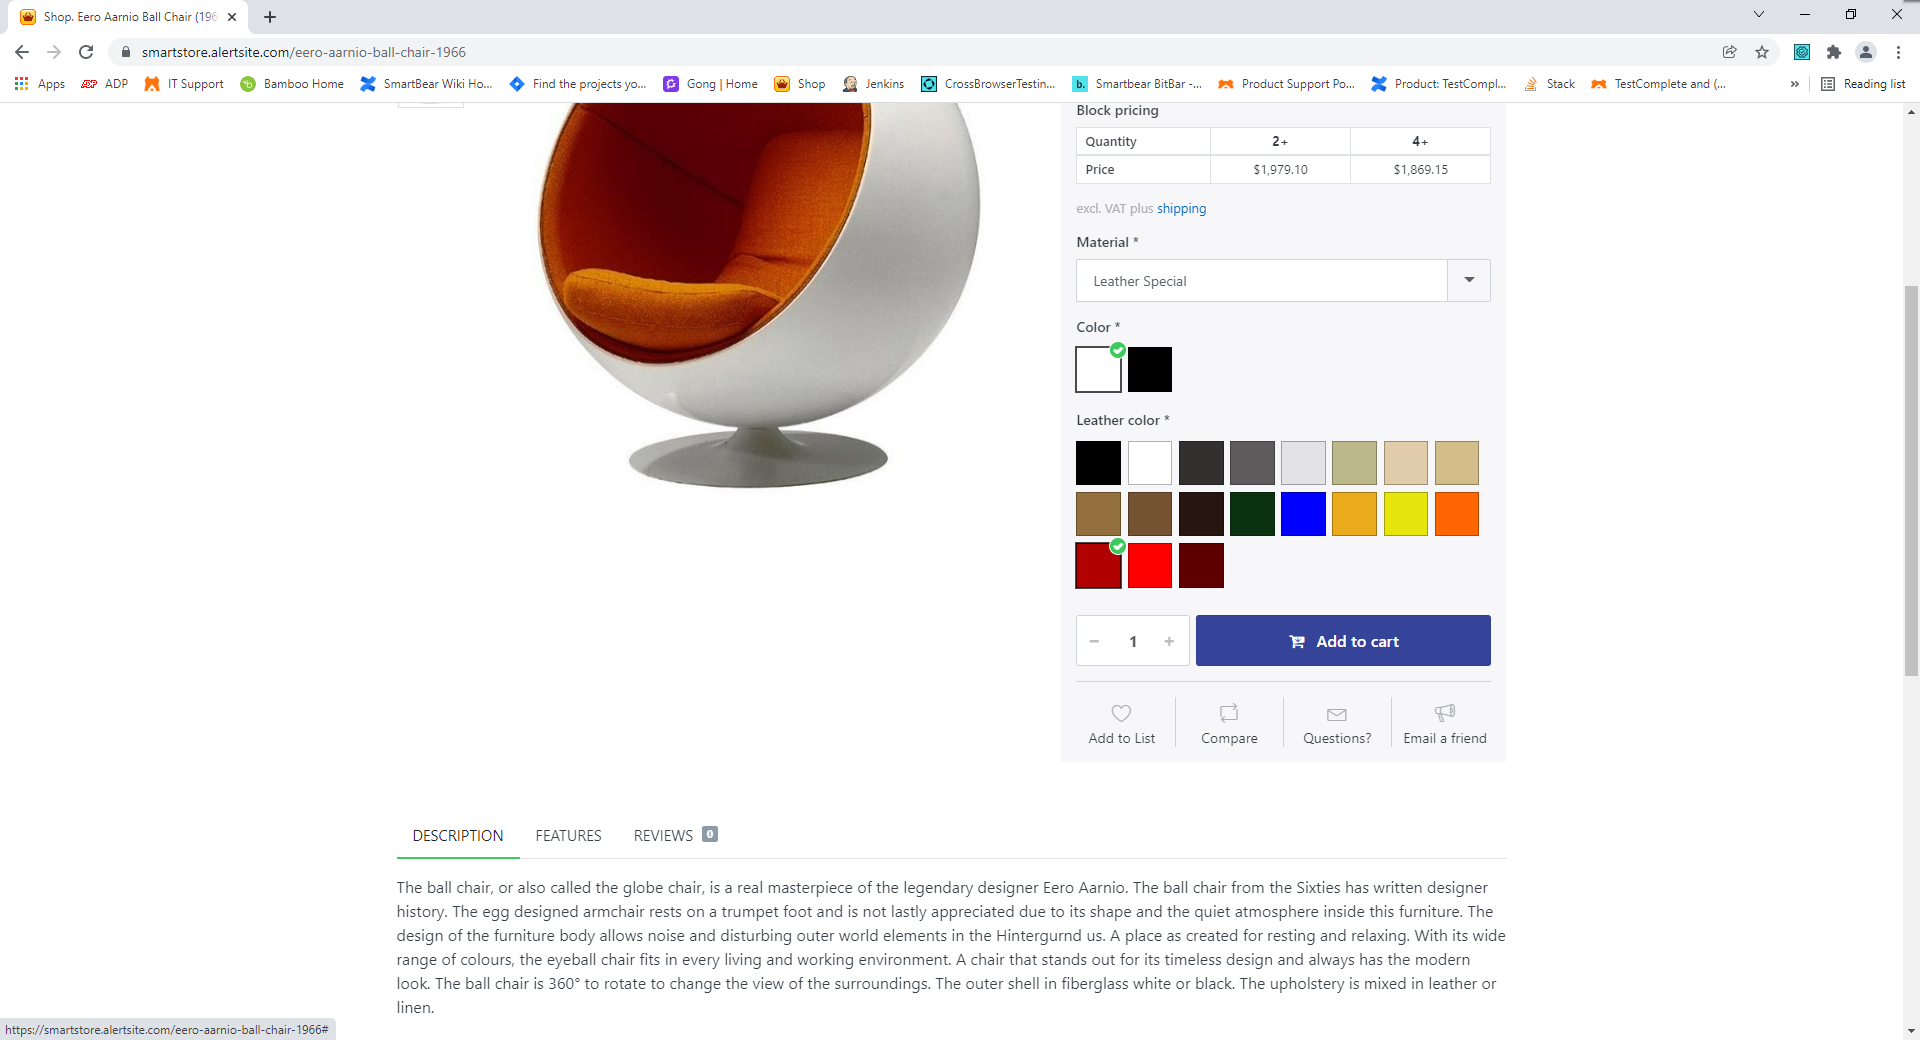 Shop. Eero Aarnio Ball Chair (196
smartstore.alertsite.com/eero-aarnio-ball-chair-1966
Apps ADP IT Support Bamboo Home SmartBear Wiki Ho... Find the projects yo... Gong | Home Shop Jenkins CrossBrowserTestin... b. Smartbear BitBar -... Product Support Po... Product: TestCompl... Stack TestComplete and (... » Reading list
Block pricing
Quantity 2+ 4+
Price $1,979.10 $1,869.15
excl. VAT plus shipping
Material *
Leather Special
Color *
Leather color *
− 1 + Add to cart
Add to List Compare Questions? Email a friend
DESCRIPTION FEATURES REVIEWS 0
The ball chair, or also called the globe chair, is a real masterpiece of the legendary designer Eero Aarnio. The ball chair from the Sixties has written designer
history. The egg designed armchair rests on a trumpet foot and is not lastly appreciated due to its shape and the quiet atmosphere inside this furniture. The
design of the furniture body allows noise and disturbing outer world elements in the Hintergurnd us. A place as created for resting and relaxing. With its wide
range of colours, the eyeball chair fits in every living and working environment. A chair that stands out for its timeless design and always has the modern
look. The ball chair is 360° to rotate to change the view of the surroundings. The outer shell in fiberglass white or black. The upholstery is mixed in leather or
linen.
https://smartstore.alertsite.com/eero-aarnio-ball-chair-1966#